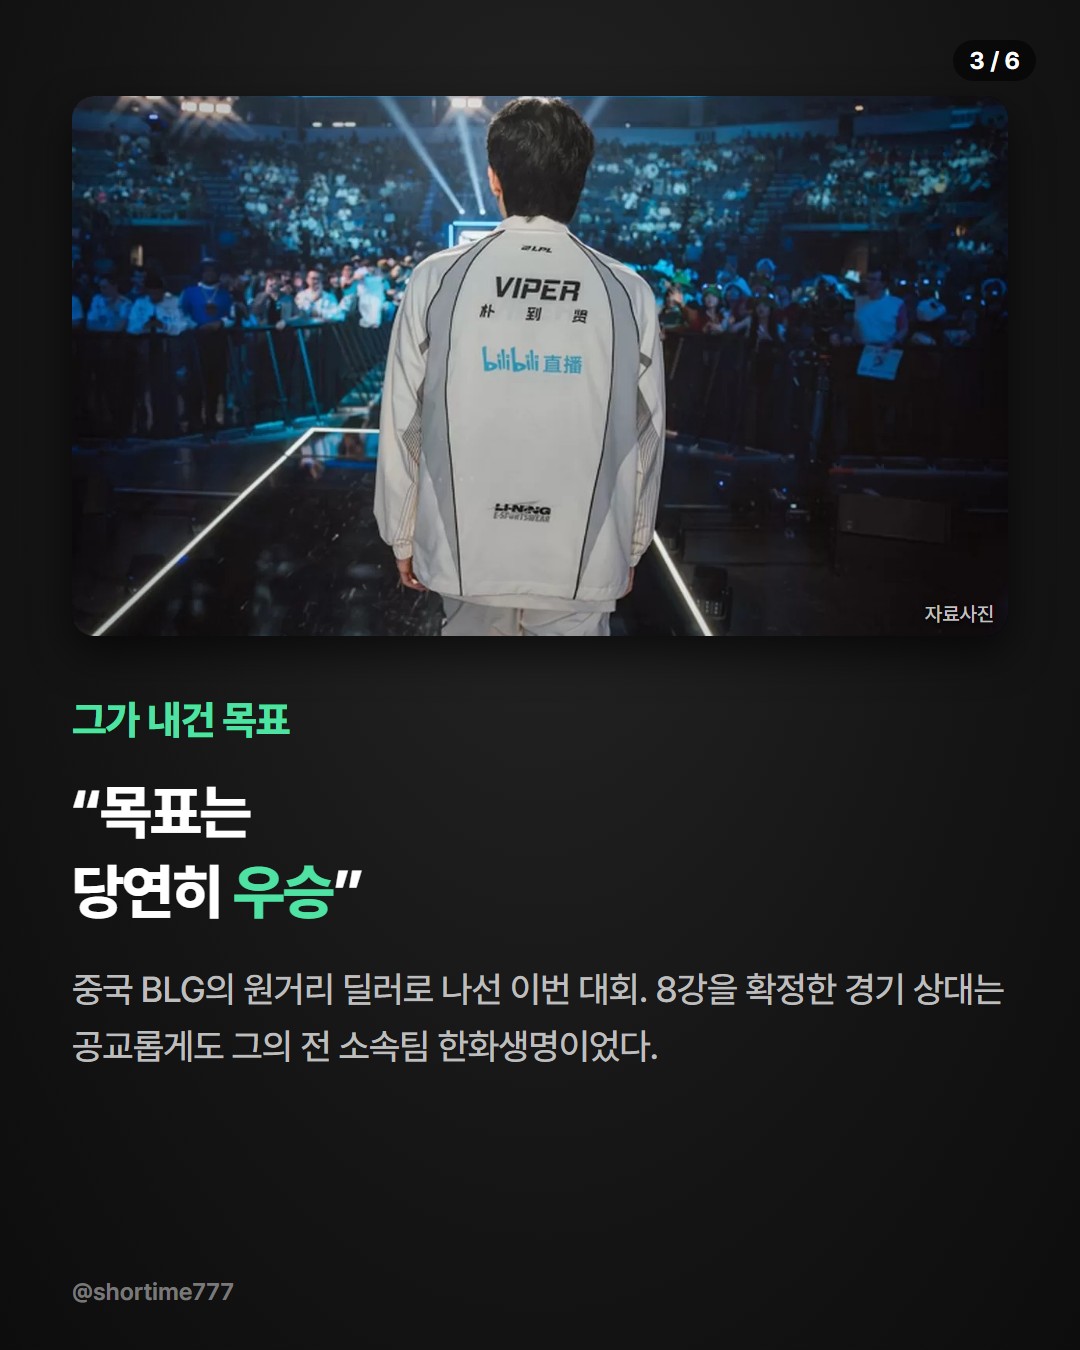 3 / 6
LPL
VIPER
朴 到 贤
bilibili 直播
LI-NING
E-SPORTSWEAR
자료사진
그가 내건 목표
“목표는
당연히 우승”
중국 BLG의 원거리 딜러로 나선 이번 대회. 8강을 확정한 경기 상대는
공교롭게도 그의 전 소속팀 한화생명이었다.
@shortime777